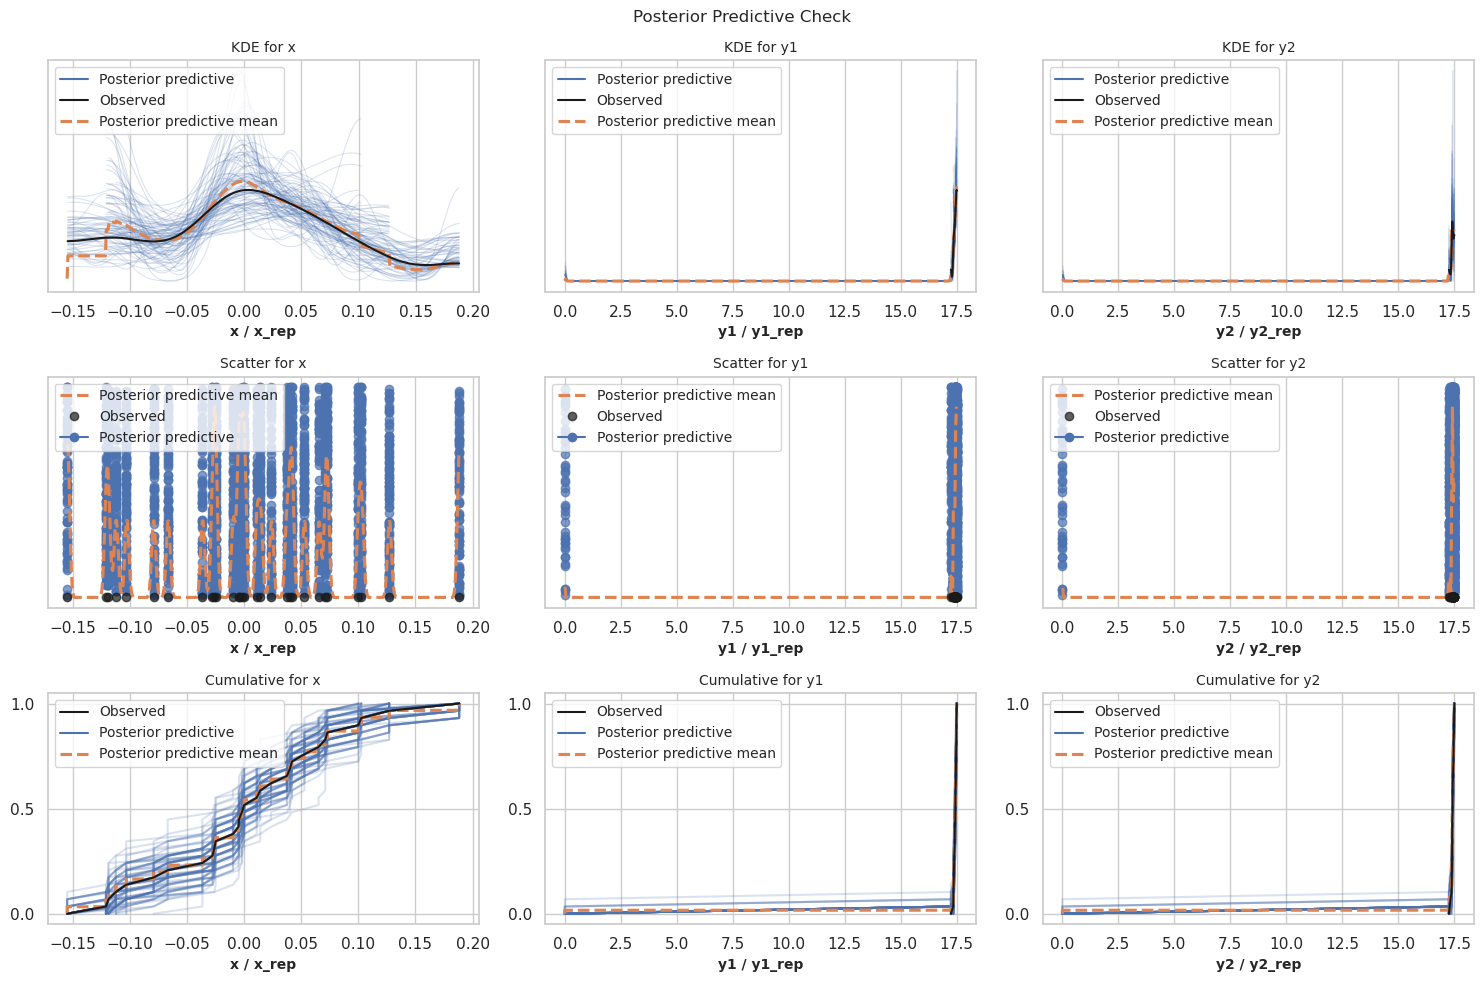 Posterior Predictive Check
KDE for x
Posterior predictive
Observed
Posterior predictive mean
−0.15 −0.10 −0.05 0.00 0.05 0.10 0.15 0.20
x / x_rep
KDE for y1
Posterior predictive
Observed
Posterior predictive mean
0.0 2.5 5.0 7.5 10.0 12.5 15.0 17.5
y1 / y1_rep
KDE for y2
Posterior predictive
Observed
Posterior predictive mean
0.0 2.5 5.0 7.5 10.0 12.5 15.0 17.5
y2 / y2_rep
Scatter for x
Posterior predictive mean
Observed
Posterior predictive
−0.15 −0.10 −0.05 0.00 0.05 0.10 0.15 0.20
x / x_rep
Scatter for y1
Posterior predictive mean
Observed
Posterior predictive
0.0 2.5 5.0 7.5 10.0 12.5 15.0 17.5
y1 / y1_rep
Scatter for y2
Posterior predictive mean
Observed
Posterior predictive
0.0 2.5 5.0 7.5 10.0 12.5 15.0 17.5
y2 / y2_rep
Cumulative for x
1.0
0.5
0.0
Observed
Posterior predictive
Posterior predictive mean
−0.15 −0.10 −0.05 0.00 0.05 0.10 0.15 0.20
x / x_rep
Cumulative for y1
1.0
0.5
0.0
Observed
Posterior predictive
Posterior predictive mean
0.0 2.5 5.0 7.5 10.0 12.5 15.0 17.5
y1 / y1_rep
Cumulative for y2
1.0
0.5
0.0
Observed
Posterior predictive
Posterior predictive mean
0.0 2.5 5.0 7.5 10.0 12.5 15.0 17.5
y2 / y2_rep